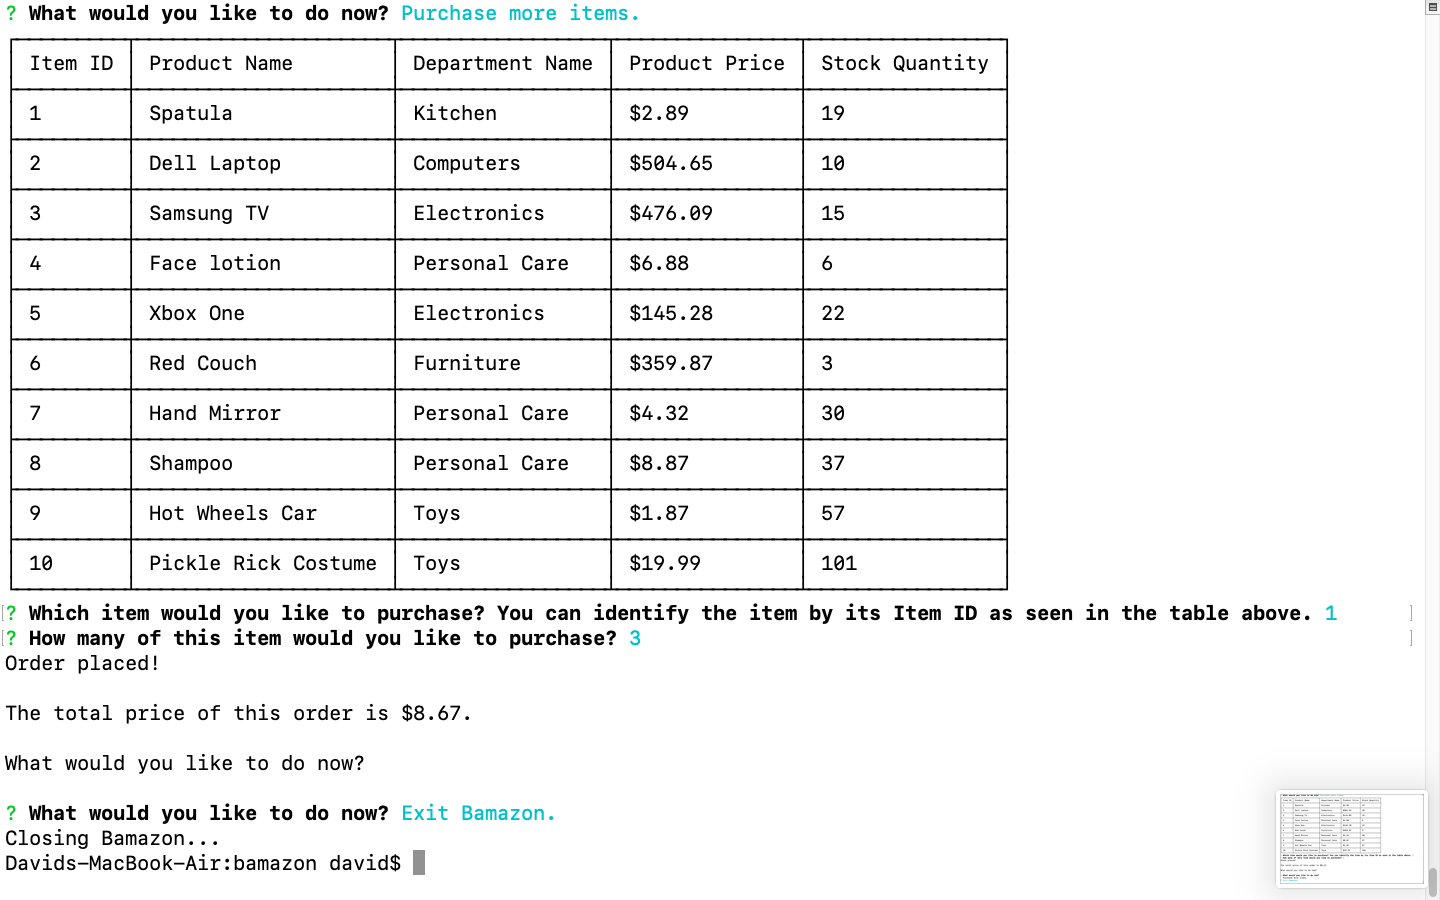 ? What would you like to do now? Purchase more items.
Item ID Product Name Department Name Product Price Stock Quantity
1 Spatula Kitchen $2.89 19
2 Dell Laptop Computers $504.65 10
3 Samsung TV Electronics $476.09 15
4 Face lotion Personal Care $6.88 6
5 Xbox One Electronics $145.28 22
6 Red Couch Furniture $359.87 3
7 Hand Mirror Personal Care $4.32 30
8 Shampoo Personal Care $8.87 37
9 Hot Wheels Car Toys $1.87 57
10 Pickle Rick Costume Toys $19.99 101
[? Which item would you like to purchase? You can identify the item by its Item ID as seen in the table above. 1 ]
[? How many of this item would you like to purchase? 3 ]
Order placed!
The total price of this order is $8.67.
What would you like to do now?
? What would you like to do now? Exit Bamazon.
Closing Bamazon...
Davids-MacBook-Air:bamazon david$